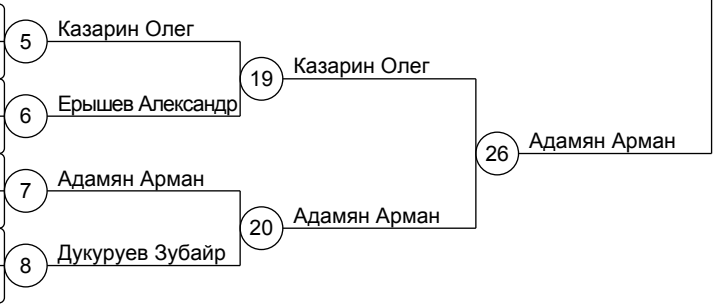 5
Казарин Олег
19
Казарин Олег
6
Ерышев Александр
26
Адамян Арман
7
Адамян Арман
20
Адамян Арман
8
Дукуруев Зубайр